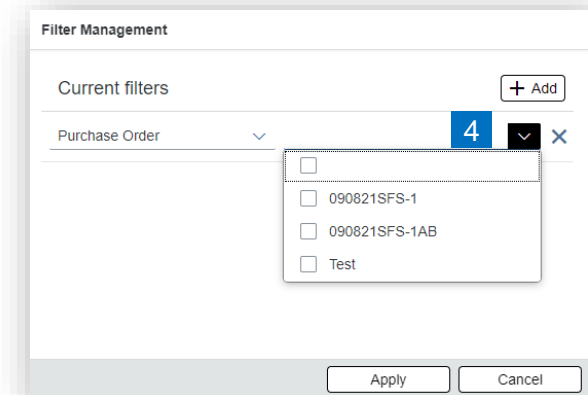 Filter Management
Current filters
+ Add
Purchase Order
4
090821SFS-1
090821SFS-1AB
Test
Apply
Cancel